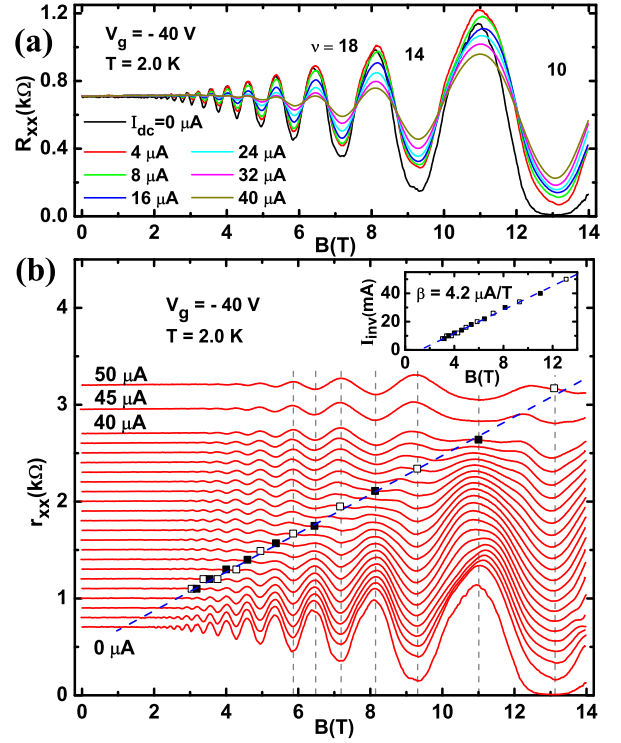 (a)
V_g = - 40 V
T = 2.0 K
ν = 18
14
10
R_xx(kΩ)
1.2
0.8
0.4
0.0
I_dc=0 μA
4 μA
8 μA
16 μA
24 μA
32 μA
40 μA
0 2 4 6 8 10 12 14
B(T)
(b)
V_g = - 40 V
T = 2.0 K
r_xx(kΩ)
4
3
2
1
0
50 μA
45 μA
40 μA
0 μA
β = 4.2 μA/T
I_inv(mA)
40
20
0
0 4 8 12
B(T)
0 2 4 6 8 10 12 14
B(T)